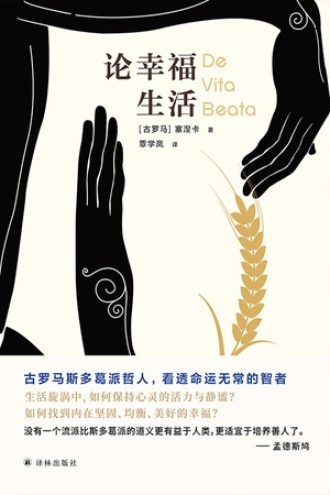 论幸福
生活
De
Vita
Beata
[古罗马] 塞涅卡 著
覃学岚 译
古罗马斯多葛派哲人，看透命运无常的智者
生活旋涡中，如何保持心灵的活力与静谧？
如何找到内在坚固、均衡、美好的幸福？
没有一个流派比斯多葛派的道义更有益于人类，更适宜于培养善人了。
—— 孟德斯鸠
译林出版社